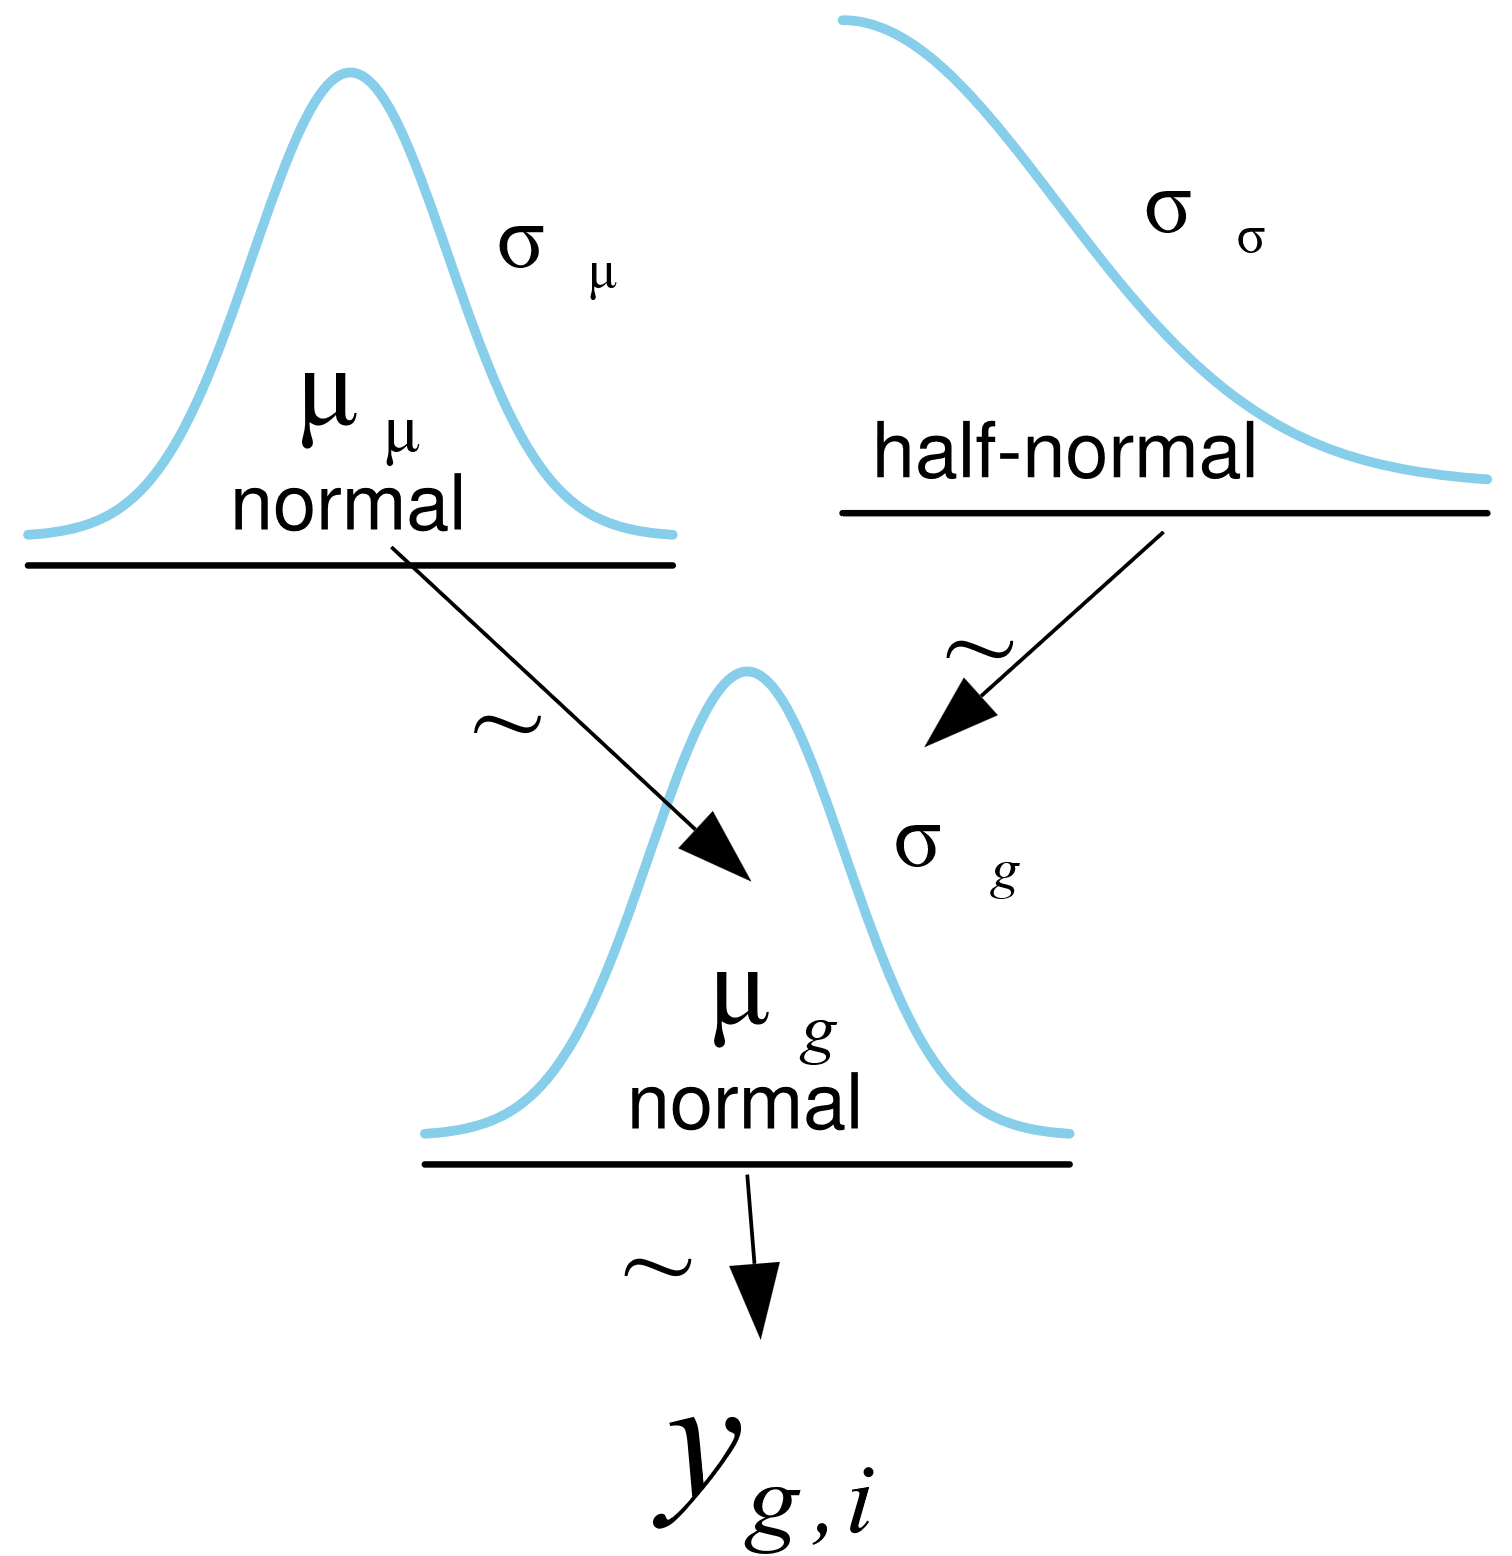 σ σ
σ μ
μ μ
half-normal
normal
~
~
σ g
μ g
normal
~
y g,i